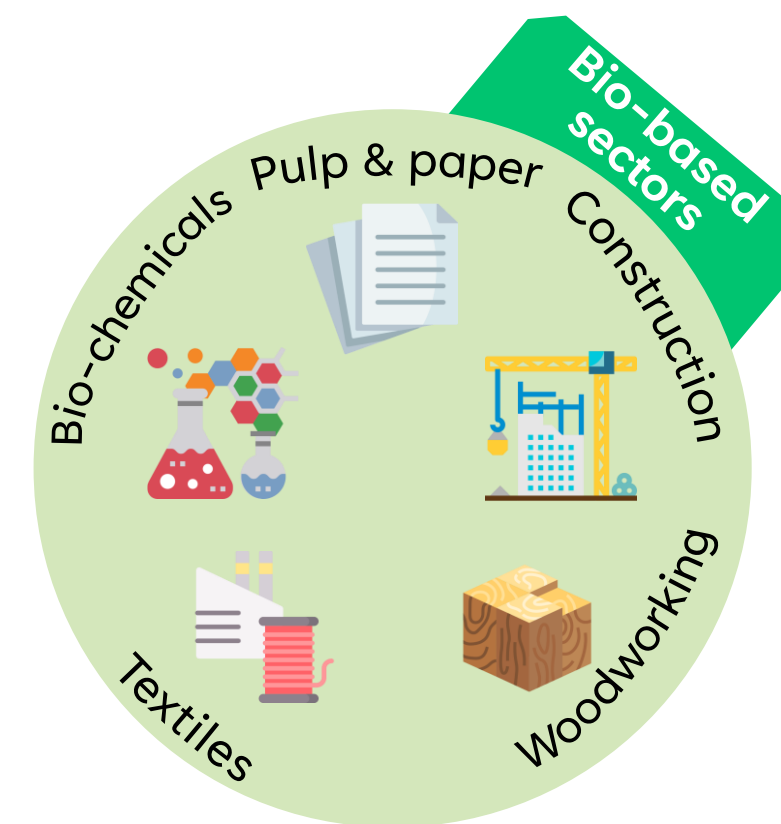 Bio-based
sectors
Pulp & paper
Construction
Woodworking
Textiles
Bio-chemicals